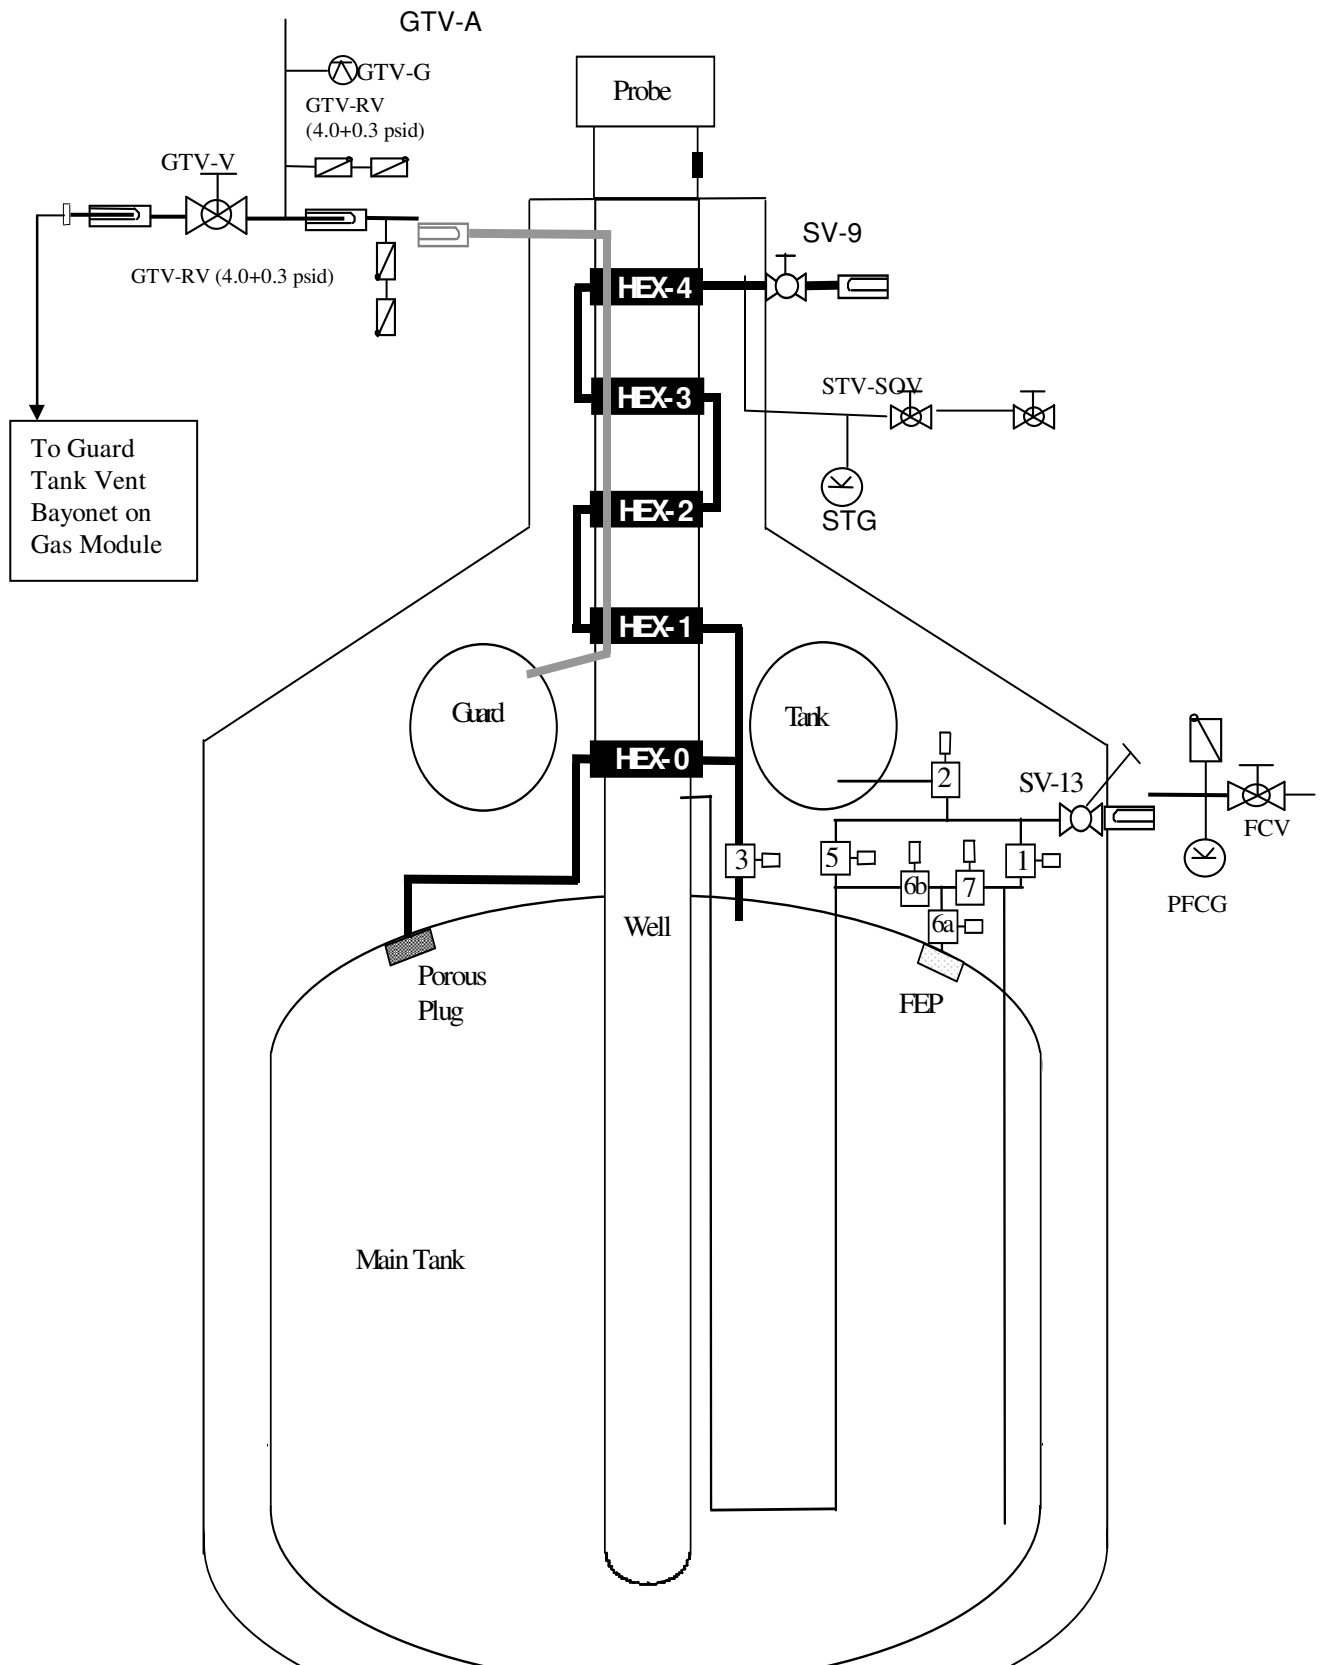 GTV-A
GTV-G
GTV-RV
(4.0+0.3 psid)
Probe
GTV-V
SV-9
GTV-RV (4.0+0.3 psid)
HEX-4
HEX-3
STV-SOV
To Guard
Tank Vent
Bayonet on
Gas Module
HEX-2
STG
HEX-1
Guard
Tank
HEX-0
2
SV-13
FCV
3
5
6b
7
1
PFCG
Well
6a
Porous
Plug
FEP
Main Tank